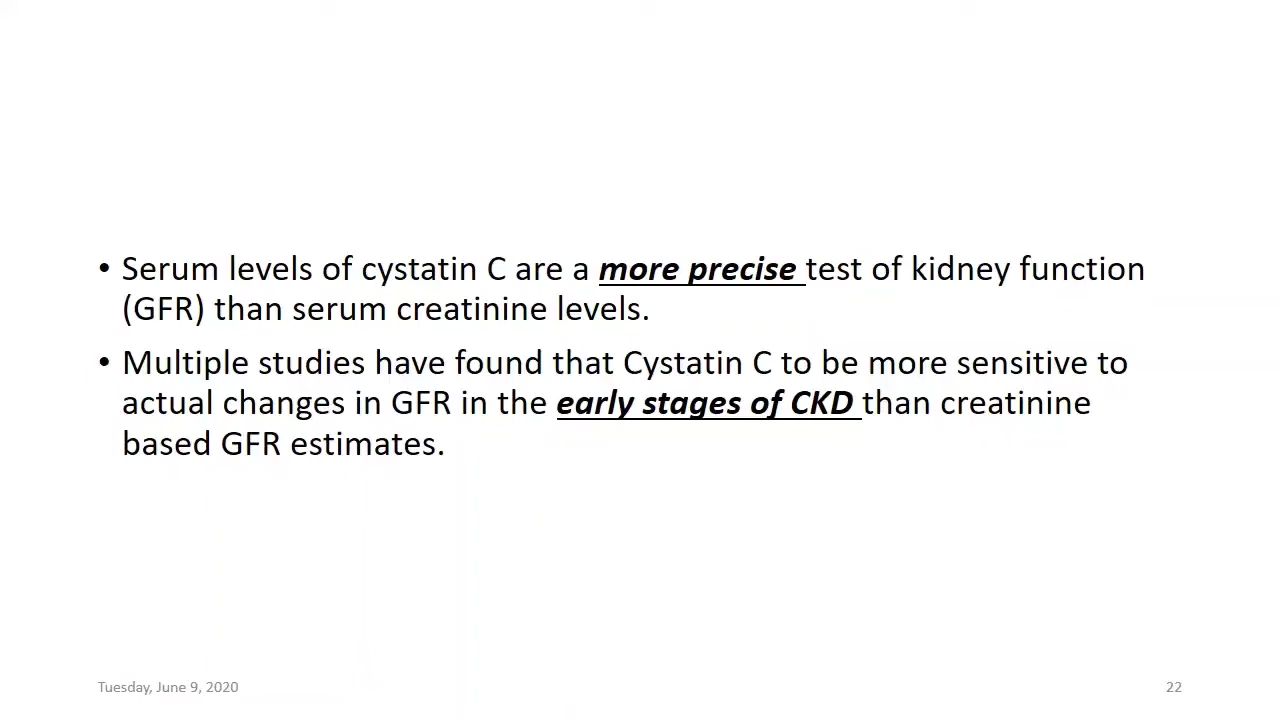 • Serum levels of cystatin C are a more precise test of kidney function
(GFR) than serum creatinine levels.
• Multiple studies have found that Cystatin C to be more sensitive to
actual changes in GFR in the early stages of CKD than creatinine
based GFR estimates.
Tuesday, June 9, 2020
22